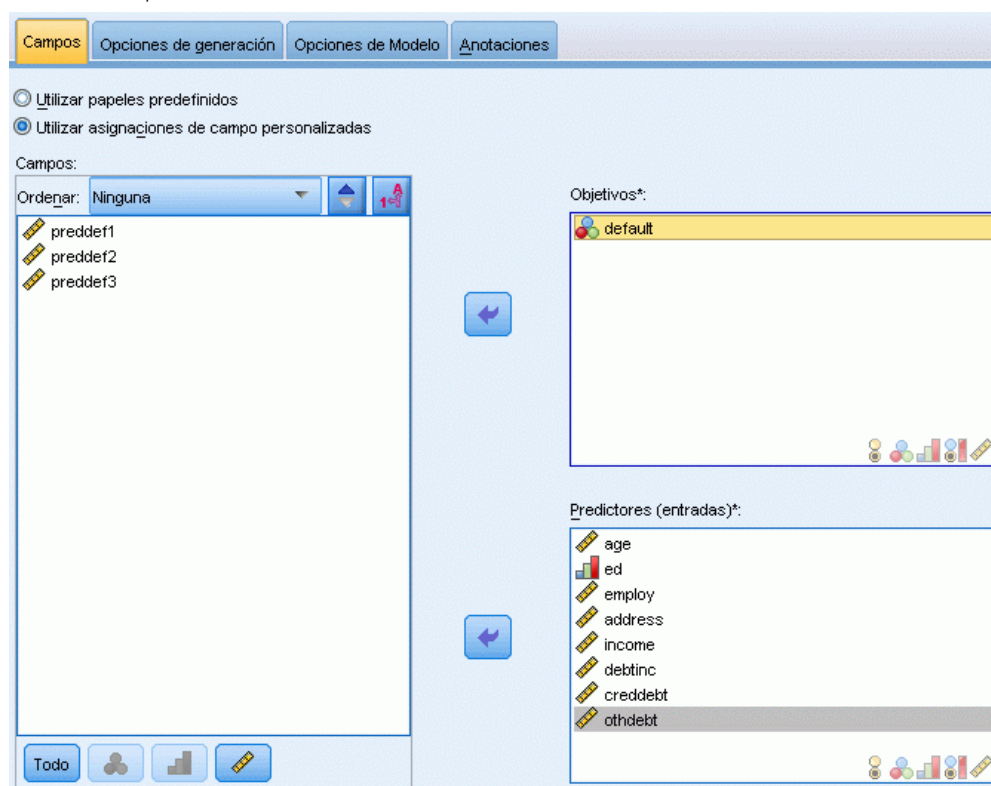 Campos
Opciones de generación
Opciones de Modelo
Anotaciones
Utilizar papeles predefinidos
Utilizar asignaciones de campo personalizadas
Campos:
Ordenar: Ninguna
preddef1
preddef2
preddef3
Todo
Objetivos*:
default
Predictores (entradas)*:
age
ed
employ
address
income
debtinc
creddebt
othdebt